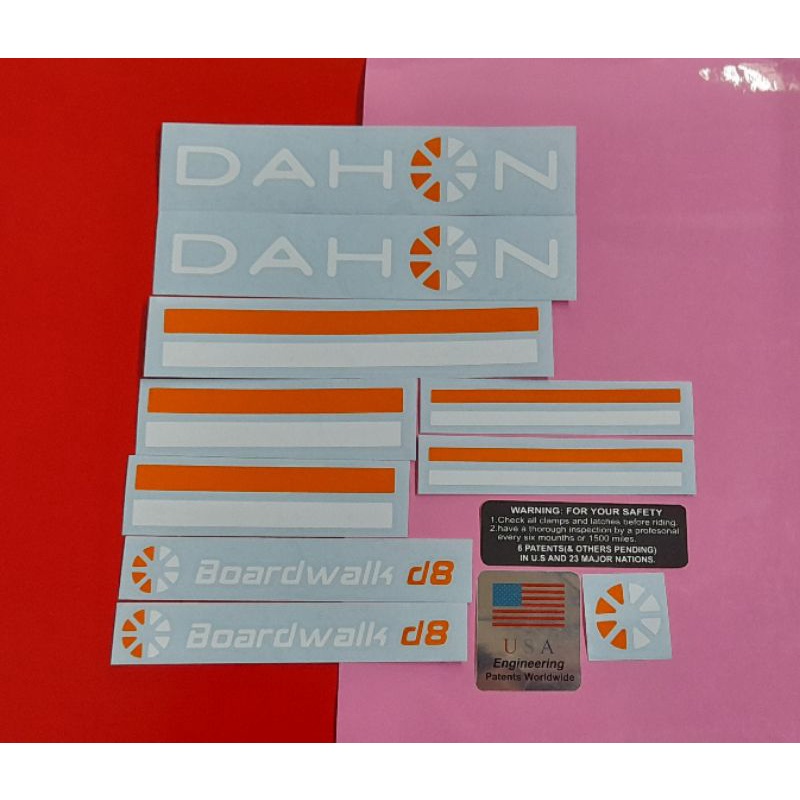 DAHON
DAHON
WARNING: FOR YOUR SAFETY
1.Check all clamps and latches before riding.
2.have a thorough inspection by a profesonal
every six mounths or 1500 miles.
6 PATENTS(& OTHERS PENDING)
IN U.S AND 23 MAJOR NATIONS.
Boardwalk d8
Boardwalk d8
USA
Engineering
Patents Worldwide